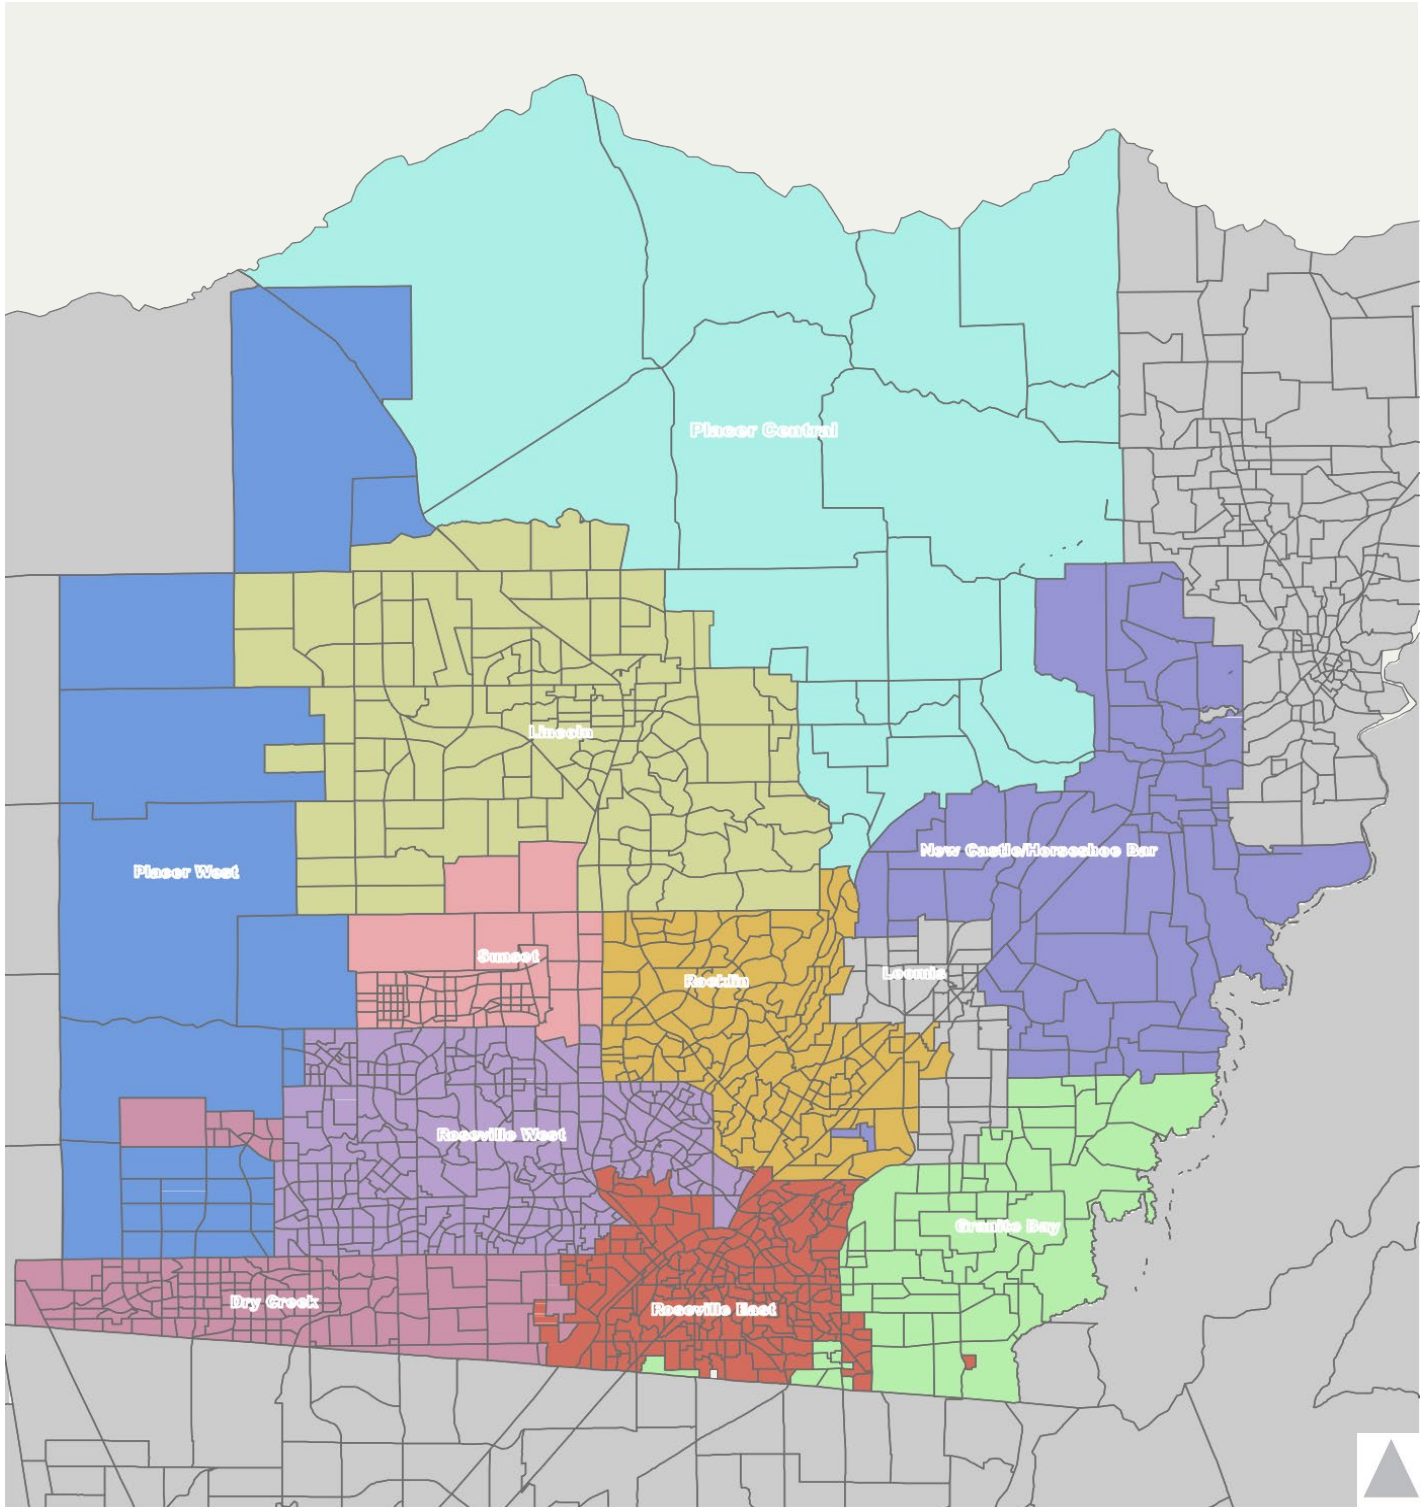 Placer Central
Lincoln
New Castle/Horseshoe Bar
Placer West
Sunset
Loomis
Rocklin
Roseville West
Granite Bay
Dry Creek
Roseville East